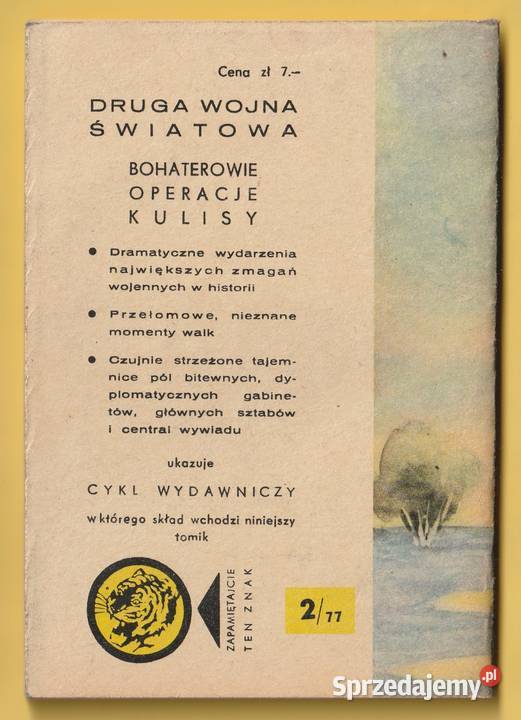 Cena zł 7.—
DRUGA WOJNA
ŚWIATOWA
BOHATEROWIE
OPERACJE
KULISY
● Dramatyczne wydarzenia
największych zmagań
wojennych w historii
● Przełomowe, nieznane
momenty walk
● Czujnie strzeżone tajem-
nice pól bitewnych, dy-
plomatycznych gabine-
tów, głównych sztabów
i central wywiadu
ukazuje
CYKL WYDAWNICZY
w którego skład wchodzi niniejszy
tomik
ZAPAMIĘTAJCIE
TEN ZNAK
2/77
Sprzedajemy.pl